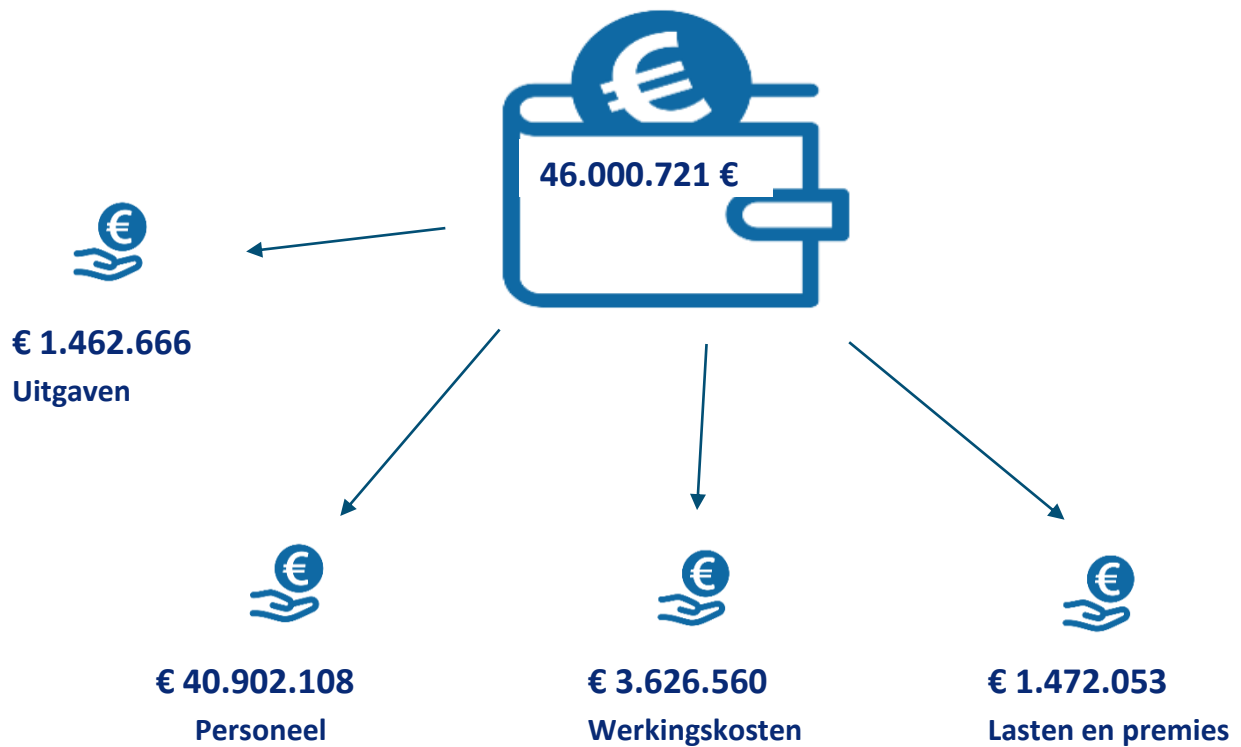 46.000.721 €
€ 1.462.666
Uitgaven
€ 40.902.108
Personeel
€ 3.626.560
Werkingskosten
€ 1.472.053
Lasten en premies